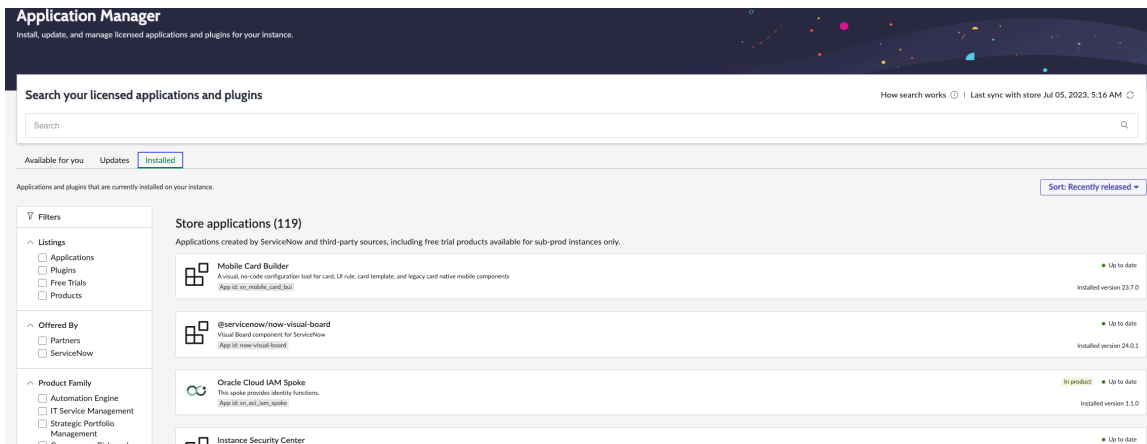 Application Manager
Install, update, and manage licensed applications and plugins for your instance.
Search your licensed applications and plugins
How search works | Last sync with store Jul 05, 2023, 5:16 AM
Search
Available for you Updates Installed
Applications and plugins that are currently installed on your instance.
Sort: Recently released
Filters
Listings
Applications
Plugins
Free Trials
Products
Offered By
Partners
ServiceNow
Product Family
Automation Engine
IT Service Management
Strategic Portfolio
Management
Store applications (119)
Applications created by ServiceNow and third-party sources, including free trial products available for sub-prod instances only.
Mobile Card Builder
A visual, no-code configuration tool for card, UI rule, card template, and legacy card native mobile components
App id: sn_mobile_card_bui
Up to date
Installed version 23.7.0
@servicenow/now-visual-board
Visual Board component for ServiceNow
App id: now-visual-board
Up to date
Installed version 24.0.1
Oracle Cloud IAM Spoke
This spoke provides identity functions.
App id: sn_oci_iam_spoke
In product Up to date
Installed version 1.1.0
Instance Security Center
Up to date